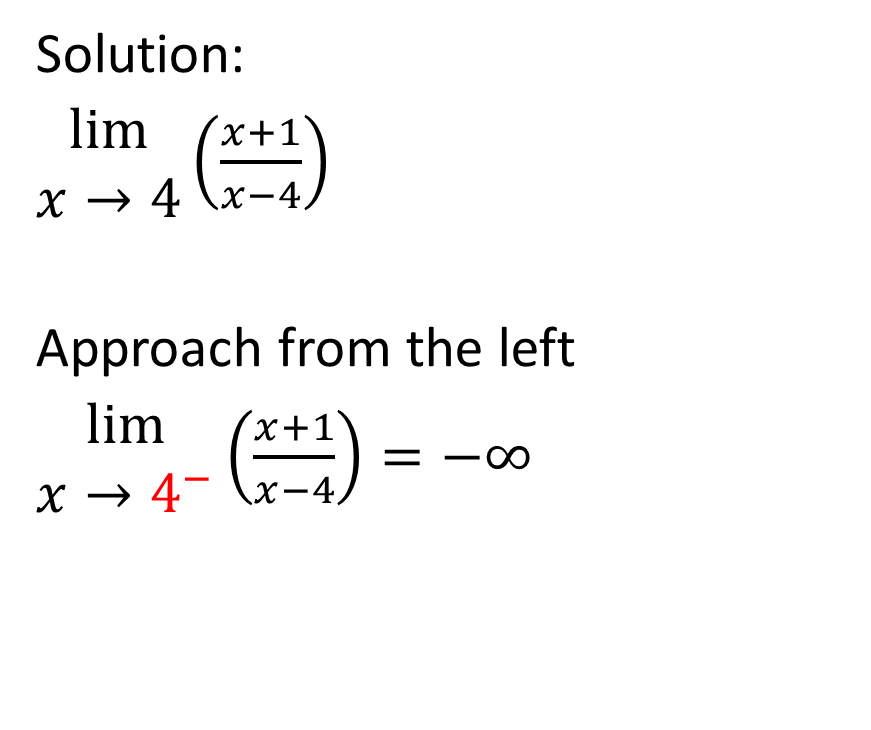 Solution:
lim
x → 4 (x+1 / x−4)
Approach from the left
lim
x → 4⁻ (x+1 / x−4) = −∞